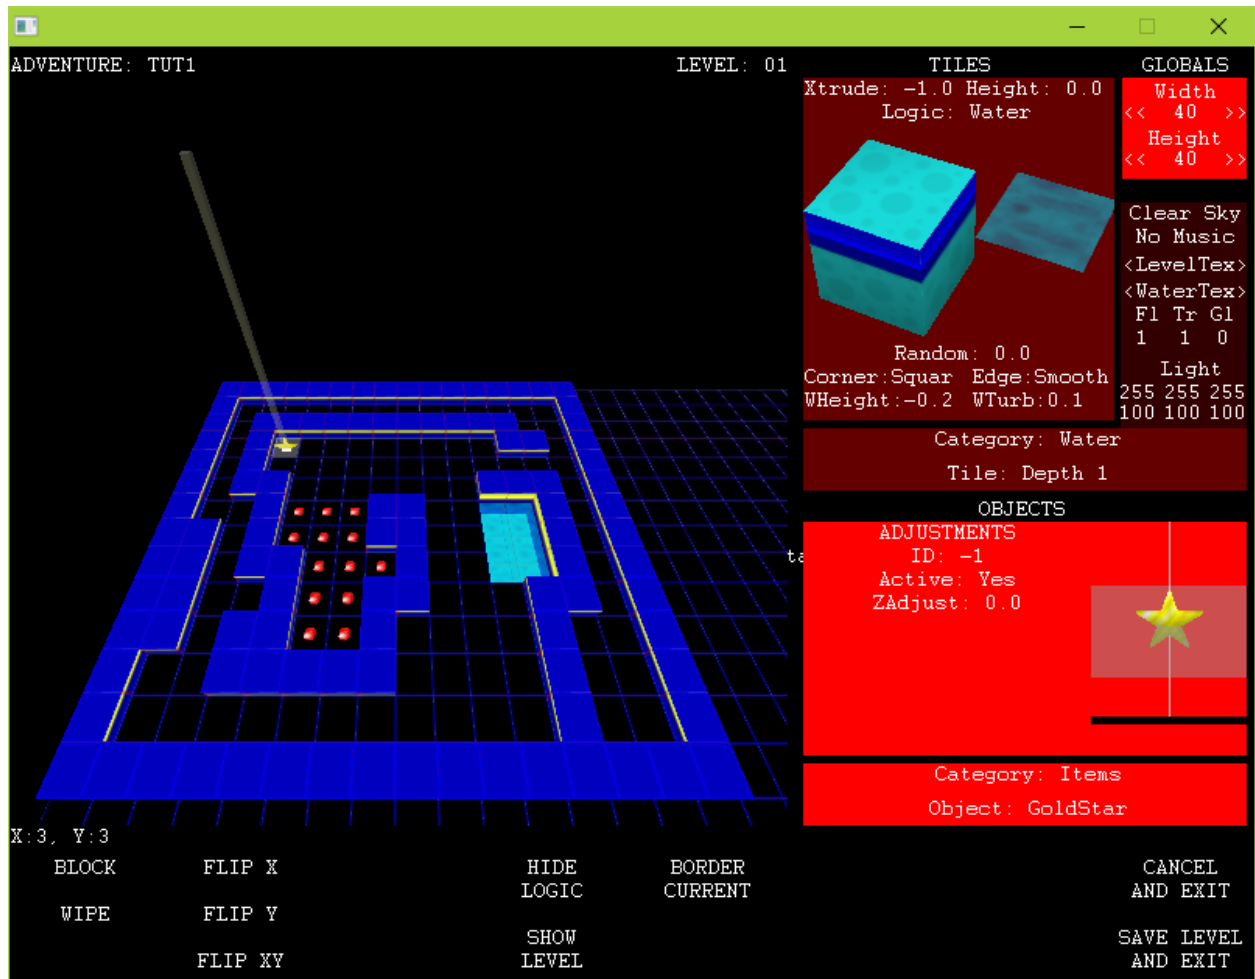 ADVENTURE: TUT1
LEVEL: 01
TILES
Xtrude: -1.0 Height: 0.0
Logic: Water
Random: 0.0
Corner:Squar Edge:Smooth
WHeight:-0.2 WTurb:0.1
Category: Water
Tile: Depth 1
GLOBALS
Width
<< 40 >>
Height
<< 40 >>
Clear Sky
No Music
<LevelTex>
<WaterTex>
Fl Tr Gl
1 1 0
Light
255 255 255
100 100 100
OBJECTS
ADJUSTMENTS
ID: -1
Active: Yes
ZAdjust: 0.0
Category: Items
Object: GoldStar
X:3, Y:3
BLOCK
WIPE
FLIP X
FLIP Y
FLIP XY
HIDE
LOGIC
SHOW
LEVEL
BORDER
CURRENT
CANCEL
AND EXIT
SAVE LEVEL
AND EXIT